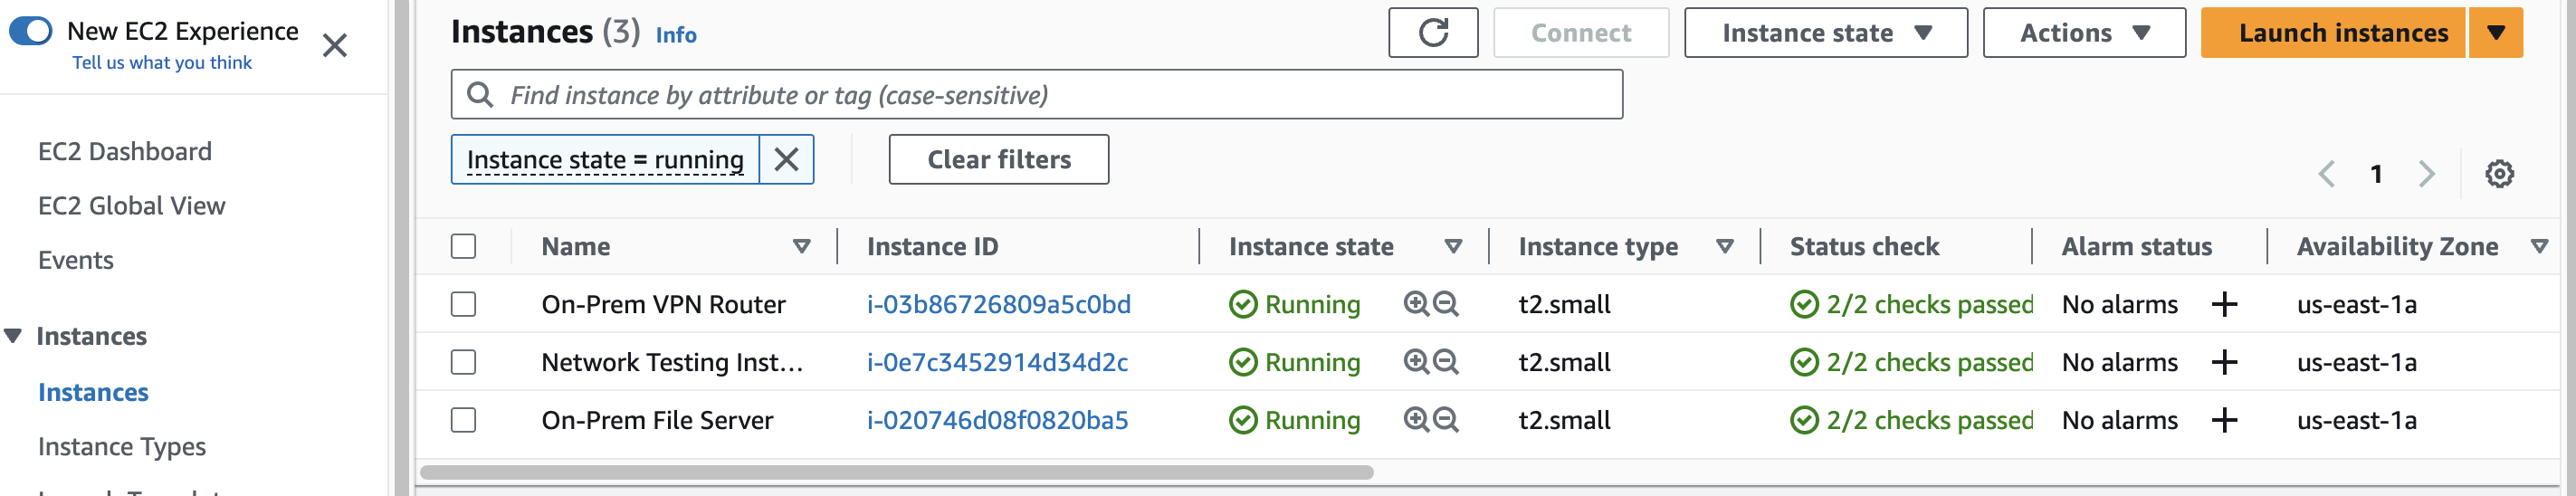 New EC2 Experience
Tell us what you think
EC2 Dashboard
EC2 Global View
Events
Instances
Instances
Instance Types
Instances (3) Info
Connect
Instance state
Actions
Launch instances
Find instance by attribute or tag (case-sensitive)
Instance state = running
Clear filters
1
Name Instance ID Instance state Instance type Status check Alarm status Availability Zone
On-Prem VPN Router i-03b86726809a5c0bd Running t2.small 2/2 checks passed No alarms + us-east-1a
Network Testing Inst... i-0e7c3452914d34d2c Running t2.small 2/2 checks passed No alarms + us-east-1a
On-Prem File Server i-020746d08f0820ba5 Running t2.small 2/2 checks passed No alarms + us-east-1a